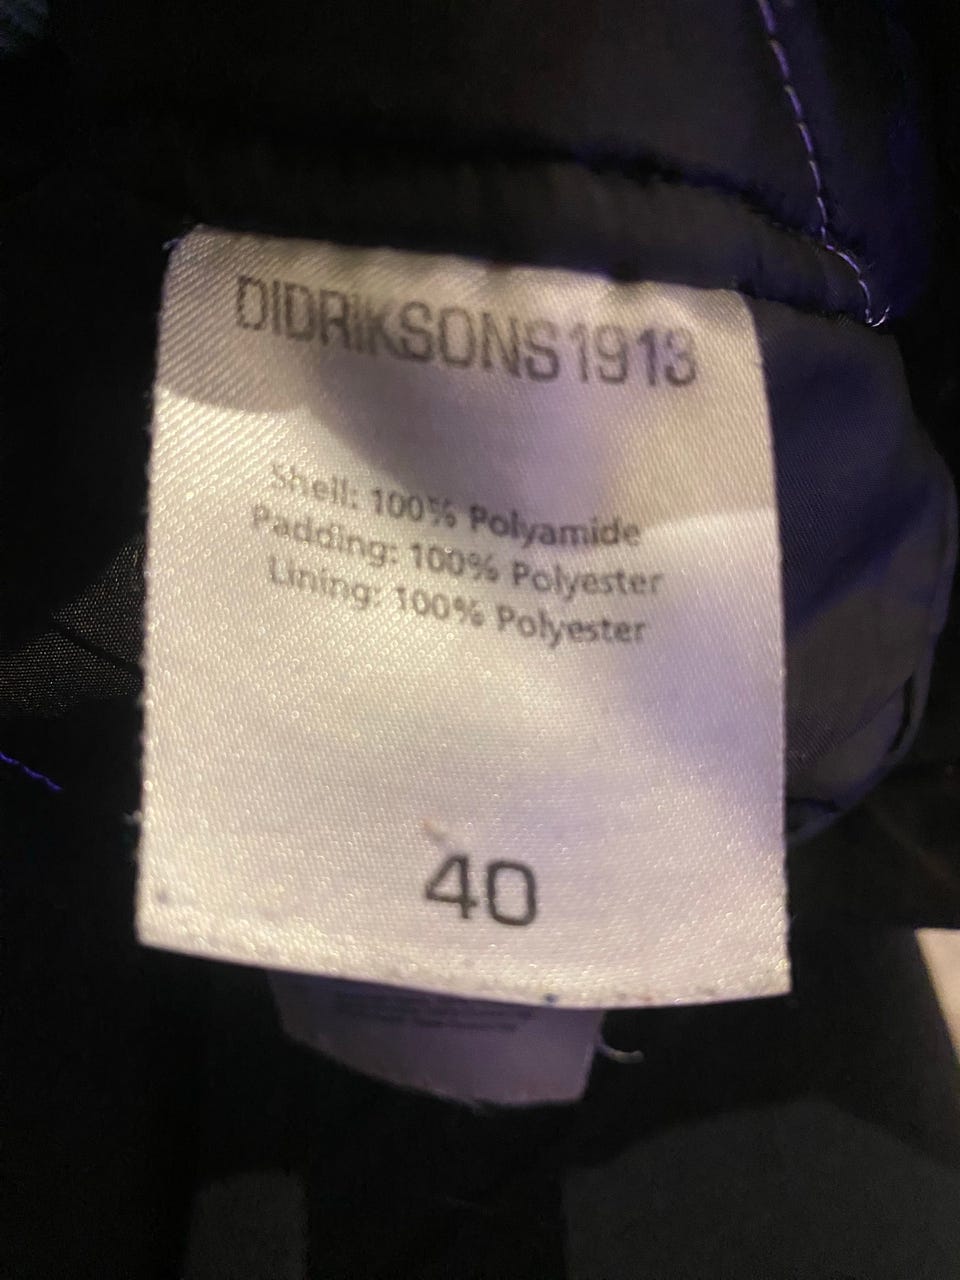 DIDRIKSONS1913
Shell: 100% Polyamide
Padding: 100% Polyester
Lining: 100% Polyester
40